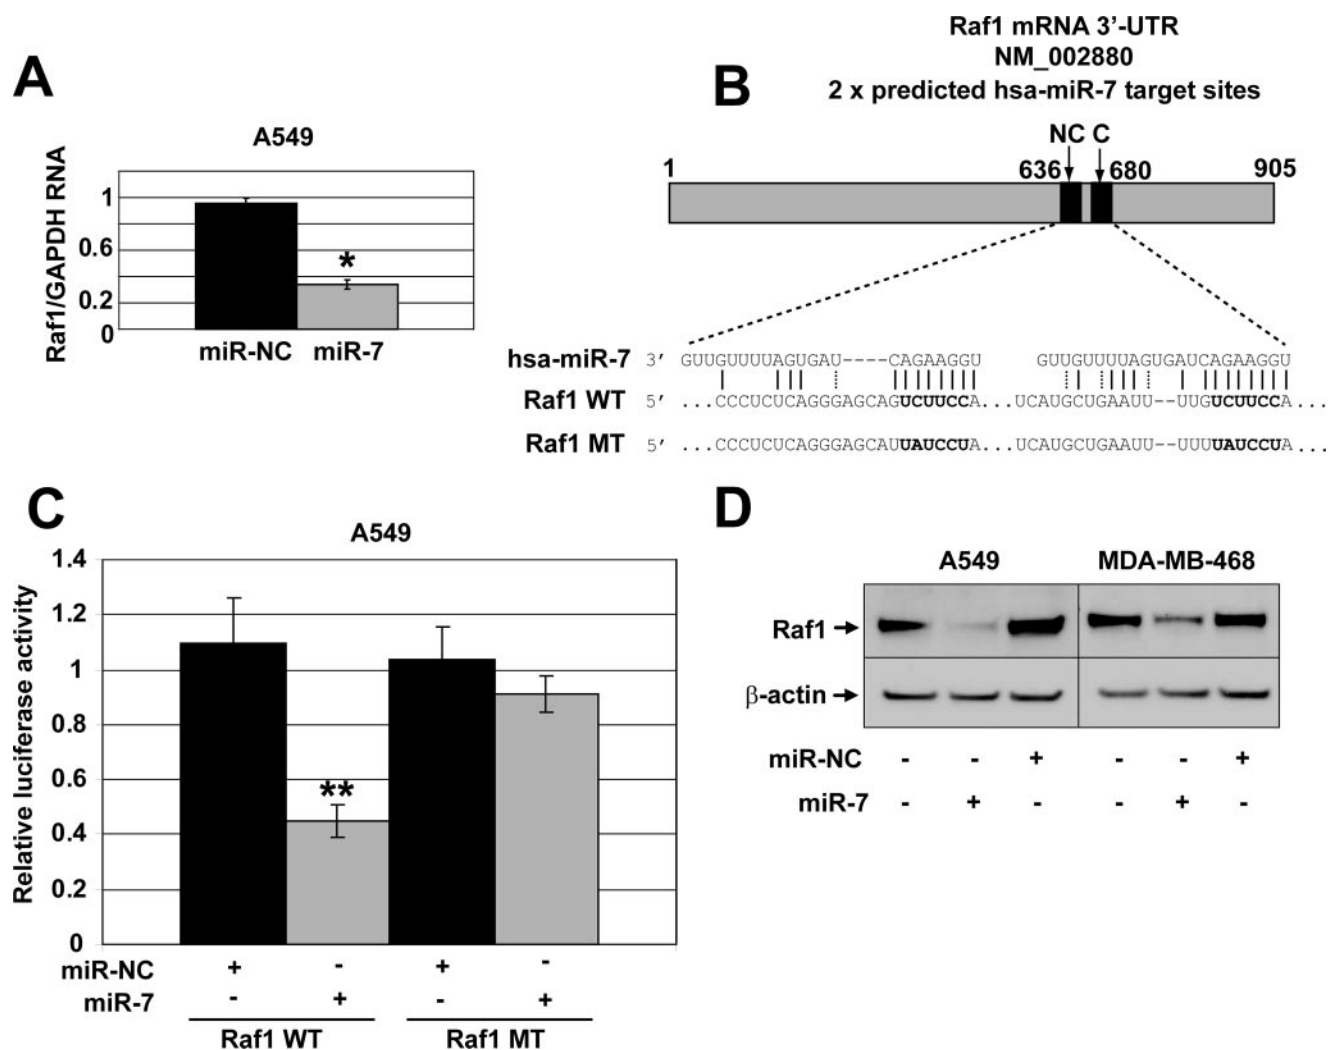 A
A549
Raf1/GAPDH RNA
1
0.6
0.2
0
*
miR-NC miR-7
B
Raf1 mRNA 3’-UTR
NM_002880
2 x predicted hsa-miR-7 target sites
NC C
1 636 680 905
hsa-miR-7 3’ GUUGUUUUAGUGAU----CAGAAGGU GUUGUUUUAGUGAUCAGAAGGU
Raf1 WT 5’ ...CCCUCUCAGGGAGCAGUCUUCCA...UCAUGCUGAAUU--UUGUCUUCCA...
Raf1 MT 5’ ...CCCUCUCAGGGAGCAUUAUCCUA...UCAUGCUGAAUU--UUUUAUCCUA...
C
A549
Relative luciferase activity
1.4
1.2
1
0.8
0.6
0.4
0.2
0
**
miR-NC + - + -
miR-7 - + - +
Raf1 WT Raf1 MT
D
A549 MDA-MB-468
Raf1
β-actin
miR-NC - - + - - +
miR-7 - + - - + -